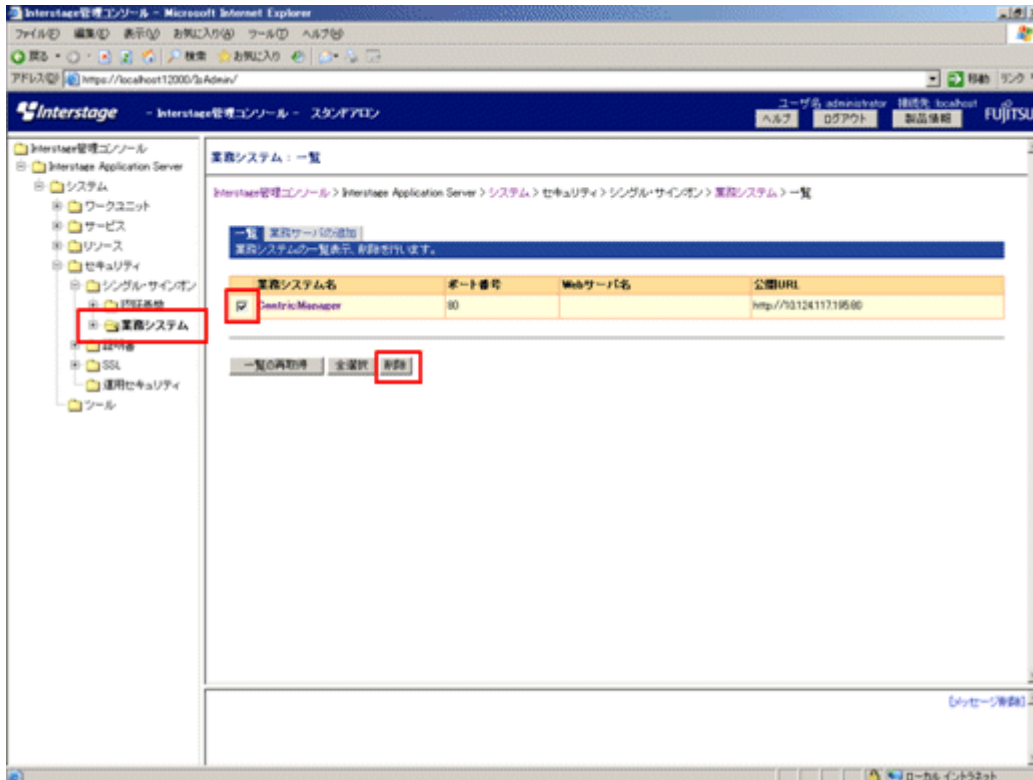 Interstage管理コンソール - Microsoft Internet Explorer
ファイル(F) 編集(E) 表示(V) お気に入り(A) ツール(T) ヘルプ(H)
戻る 検索 お気に入り
アドレス(D) https://localhost:12000/IsAdmin/ 移動 リンク
Interstage - Interstage管理コンソール - スタンドアロン ユーザ名 administrator 接続先 localhost
ヘルプ ログアウト 製品情報 FUJITSU
Interstage管理コンソール
Interstage Application Server
システム
ワークユニット
サービス
リソース
セキュリティ
シングル・サインオン
認証基盤
業務システム
証明書
SSL
運用セキュリティ
ツール
業務システム : 一覧
Interstage管理コンソール > Interstage Application Server > システム > セキュリティ > シングル・サインオン > 業務システム > 一覧
一覧 業務サーバの追加
業務システムの一覧表示、削除を行います。
業務システム名 ポート番号 Webサーバ名 公開URL
CentricManager 80 http://10.124.117.195:80
一覧の再取得 全選択 削除
[メッセージ削除]
ローカル イントラネット